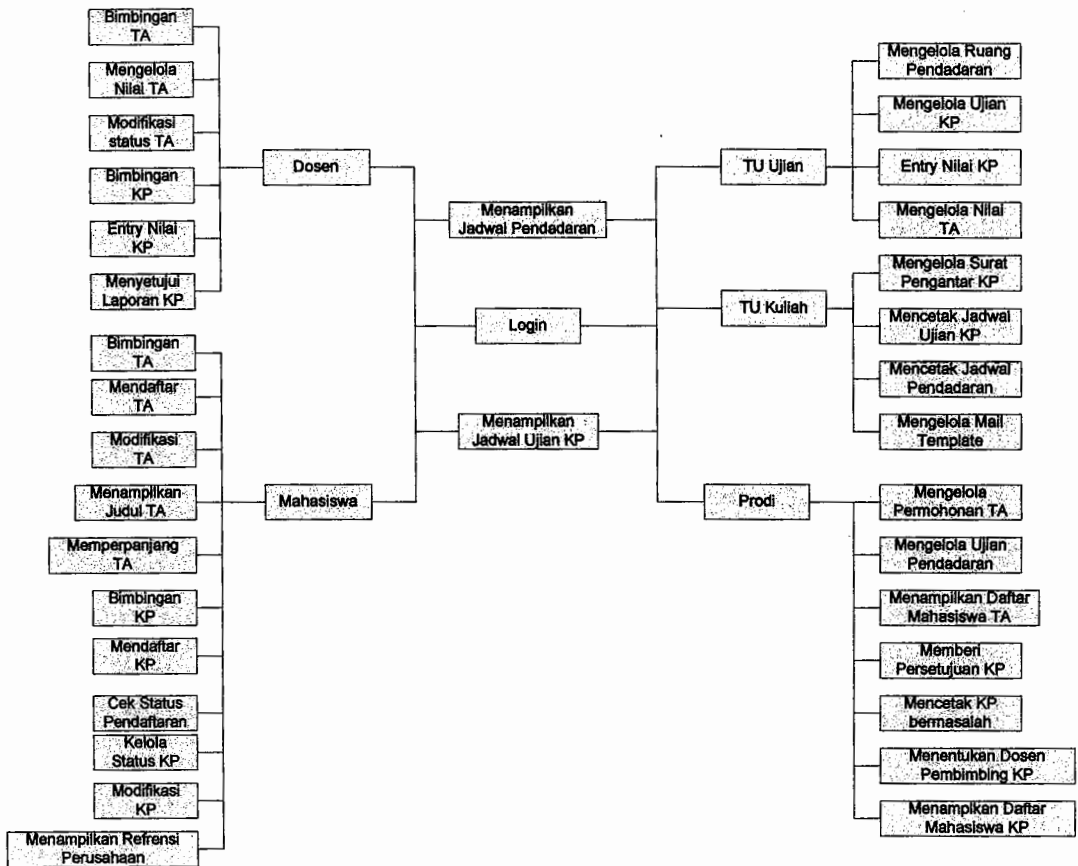 Bimbingan
TA
Mengelola
Nilai TA
Modifikasi
status TA
Bimbingan
KP
Entry Nilai
KP
Menyetujui
Laporan KP
Dosen
Bimbingan
TA
Mendaftar
TA
Modifikasi
TA
Menampilkan
Judul TA
Memperpanjang
TA
Bimbingan
KP
Mendaftar
KP
Cek Status
Pendaftaran
Kelola
Status KP
Modifikasi
KP
Menampilkan Refrensi
Perusahaan
Mahasiswa
Menampilkan
Jadwal Pendadaran
Login
Menampilkan
Jadwal Ujian KP
TU Ujian
Mengelola Ruang
Pendadaran
Mengelola Ujian
KP
Entry Nilai KP
Mengelola Nilai
TA
TU Kuliah
Mengelola Surat
Pengantar KP
Mencetak Jadwal
Ujian KP
Mencetak Jadwal
Pendadaran
Mengelola Mail
Template
Prodi
Mengelola
Permohonan TA
Mengelola Ujian
Pendadaran
Menampilkan Daftar
Mahasiswa TA
Memberi
Persetujuan KP
Mencetak KP
bermasalah
Menentukan Dosen
Pembimbing KP
Menampikan Daftar
Mahasiswa KP